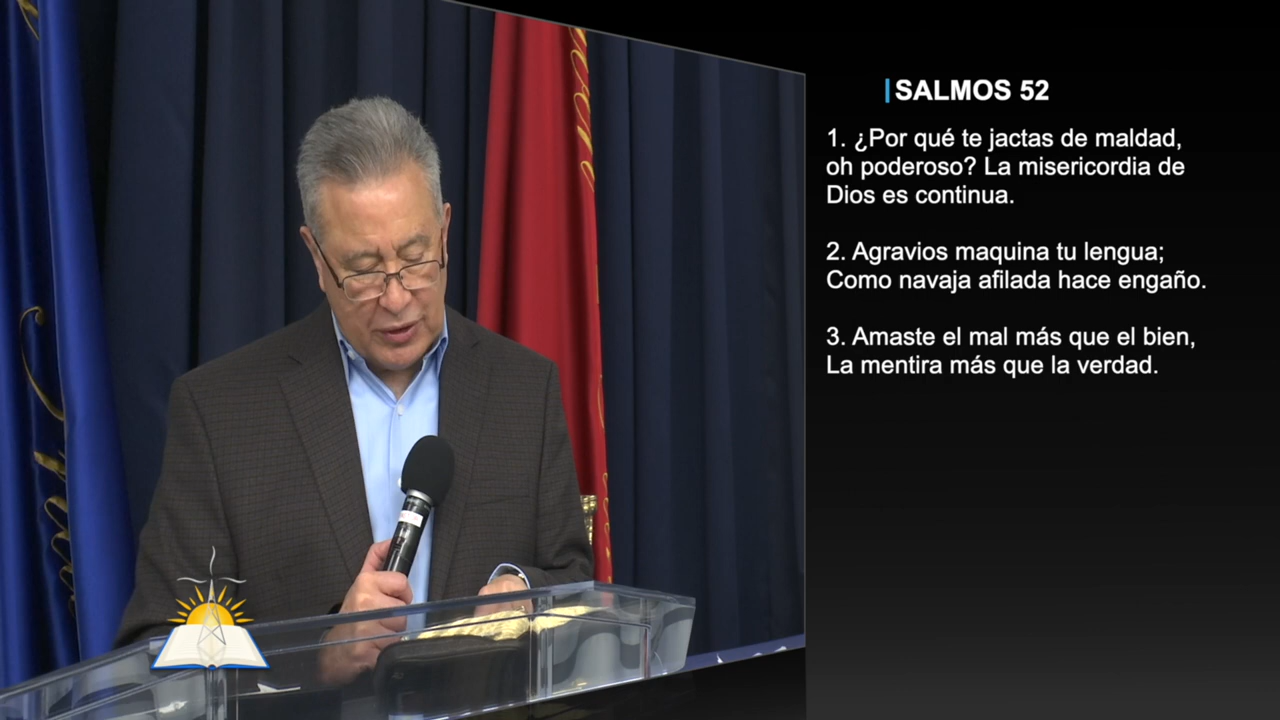 SALMOS 52
1. ¿Por qué te jactas de maldad,
oh poderoso? La misericordia de
Dios es continua.
2. Agravios maquina tu lengua;
Como navaja afilada hace engaño.
3. Amaste el mal más que el bien,
La mentira más que la verdad.